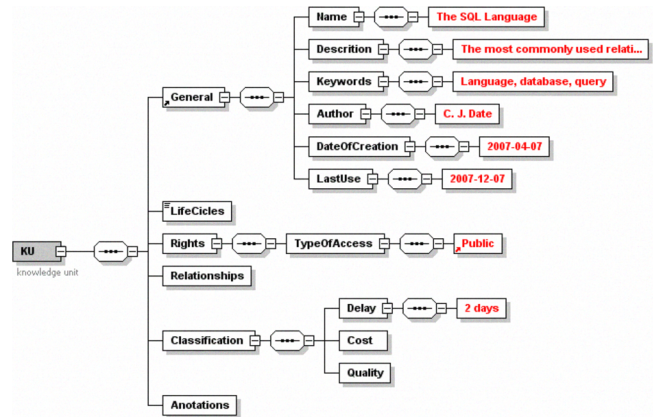 Name
The SQL Language
Descrition
The most commonly used relati...
Keywords
Language, database, query
General
Author
C. J. Date
DateOfCreation
2007-04-07
LastUse
2007-12-07
LifeCicles
KU
knowledge unit
Rights
TypeOfAccess
Public
Relationships
Delay
2 days
Classification
Cost
Quality
Anotations